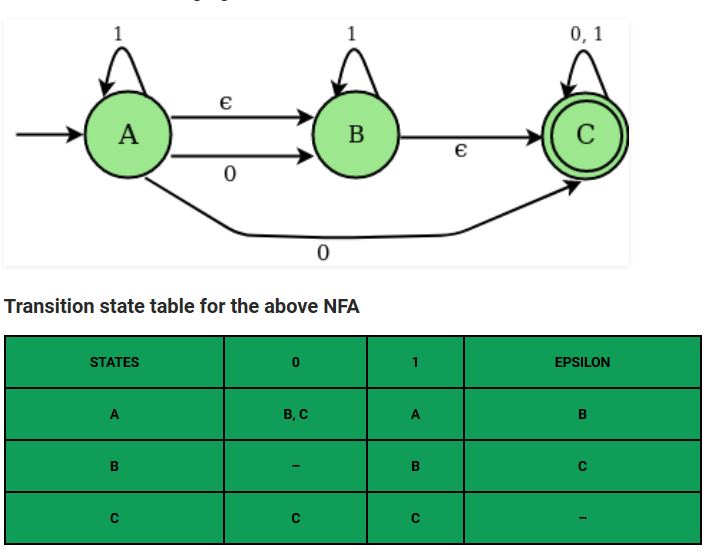 1 1 0, 1
ϵ
A B C
ϵ
0
0
Transition state table for the above NFA
STATES 0 1 EPSILON
A B, C A B
B – B C
C C C –